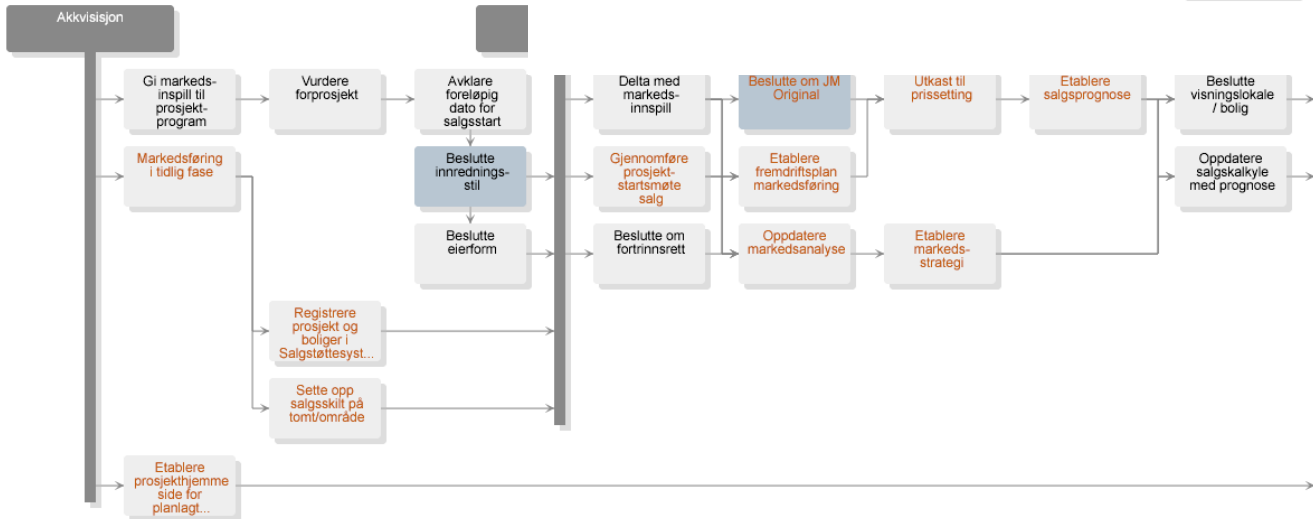 Akkvisisjon
Gi markeds-
inspill til
prosjekt-
program
Vurdere
forprosjekt
Avklare
foreløpig
dato for
salgsstart
Delta med
markeds-
innspill
Beslutte om JM
Original
Utkast til
prissetting
Etablere
salgsprognose
Beslutte
visningslokale
/ bolig
Markedsføring
i tidlig fase
Beslutte
innrednings-
stil
Gjennomføre
prosjekt-
startsmøte
salg
Etablere
fremdriftsplan
markedsføring
Oppdatere
salgskalkyle
med prognose
Beslutte
eierform
Beslutte om
fortrinnsrett
Oppdatere
markedsanalyse
Etablere
markeds-
strategi
Registrere
prosjekt og
boliger i
Salgstøttesyst...
Sette opp
salgsskilt på
tomt/område
Etablere
prosjekthjemme
side for
planlagt...